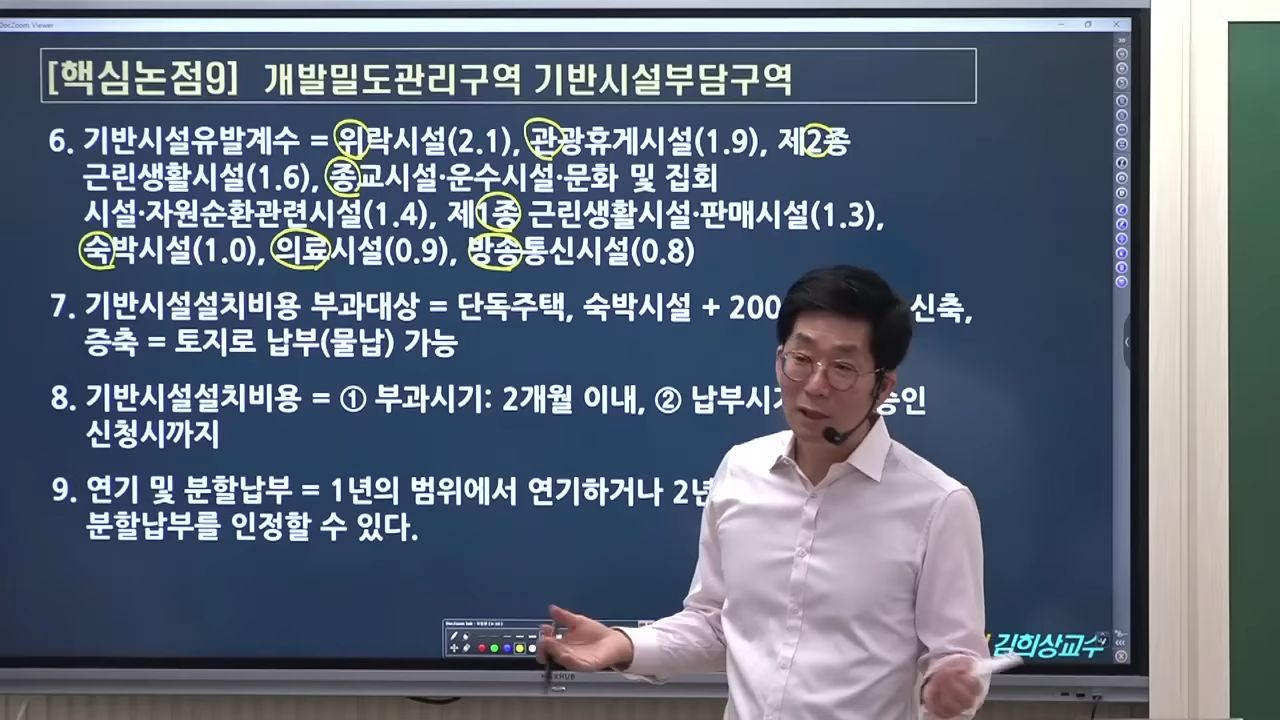 DocZoom Viewer
[핵심논점9] 개발밀도관리구역 기반시설부담구역
6. 기반시설유발계수 = 위락시설(2.1), 관광휴게시설(1.9), 제2종
근린생활시설(1.6), 종교시설·운수시설·문화 및 집회
시설·자원순환관련시설(1.4), 제1종 근린생활시설·판매시설(1.3),
숙박시설(1.0), 의료시설(0.9), 방송통신시설(0.8)
7. 기반시설설치비용 부과대상 = 단독주택, 숙박시설 + 200 신축,
증축 = 토지로 납부(물납) 가능
8. 기반시설설치비용 = ① 부과시기: 2개월 이내, ② 납부시기 승인
신청시까지
9. 연기 및 분할납부 = 1년의 범위에서 연기하거나 2년
분할납부를 인정할 수 있다.
김희상교수